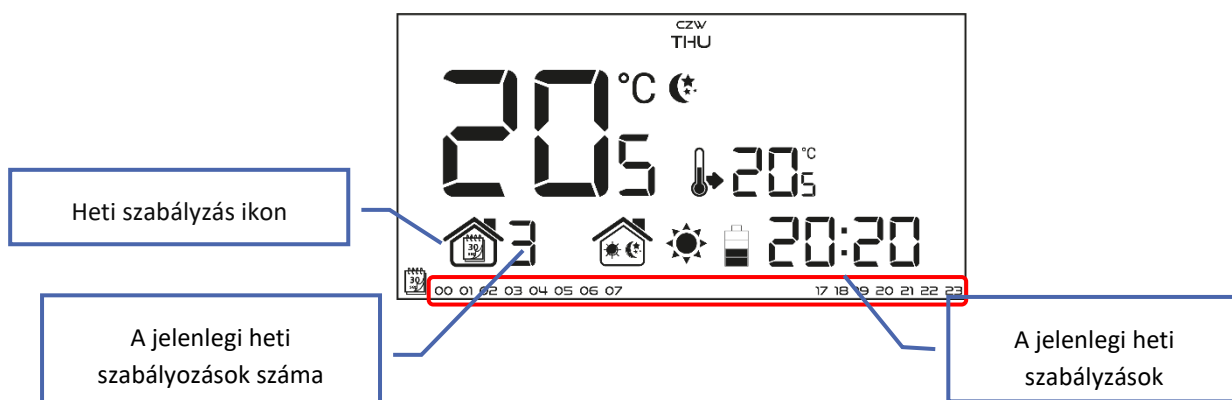 CZW
THU
20 5 °C
20 5 °C
Heti szabályzás ikon
30
3
20:20
30
00 01 02 03 04 05 06 07 17 18 19 20 21 22 23
A jelenlegi heti
szabályozások száma
A jelenlegi heti
szabályzások